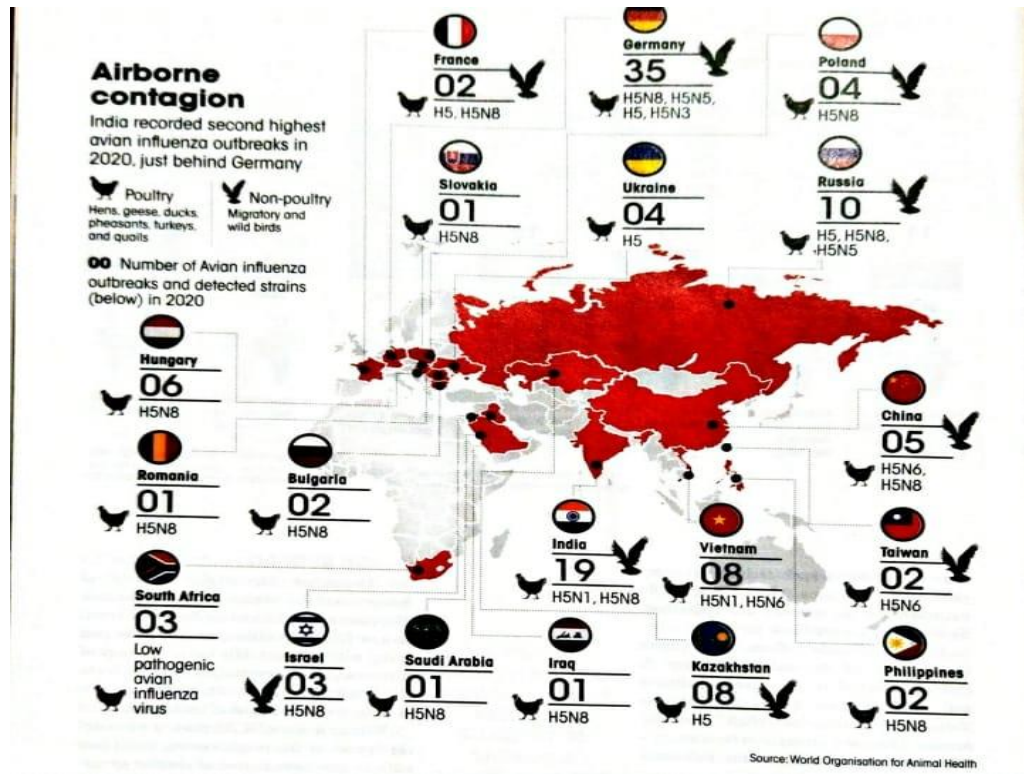 Airborne
contagion
India recorded second highest
avian influenza outbreaks in
2020, just behind Germany
Poultry
Hens, geese, ducks,
pheasants, turkeys,
and quails
Non-poultry
Migratory and
wild birds
00 Number of Avian influenza
outbreaks and detected strains
(below) in 2020
France
02
H5, H5N8
Germany
35
H5N8, H5N5,
H5, H5N3
Poland
04
H5N8
Slovakia
01
H5N8
Ukraine
04
H5
Russia
10
H5, H5N8,
H5N5
Hungary
06
H5N8
Romania
01
H5N8
Bulgaria
02
H5N8
China
05
H5N6,
H5N8
India
19
H5N1, H5N8
Vietnam
08
H5N1, H5N6
Taiwan
02
H5N6
South Africa
03
Low
pathogenic
avian
influenza
virus
Israel
03
H5N8
Saudi Arabia
01
H5N8
Iraq
01
H5N8
Kazakhstan
08
H5
Philippines
02
H5N8
Source: World Organisation for Animal Health